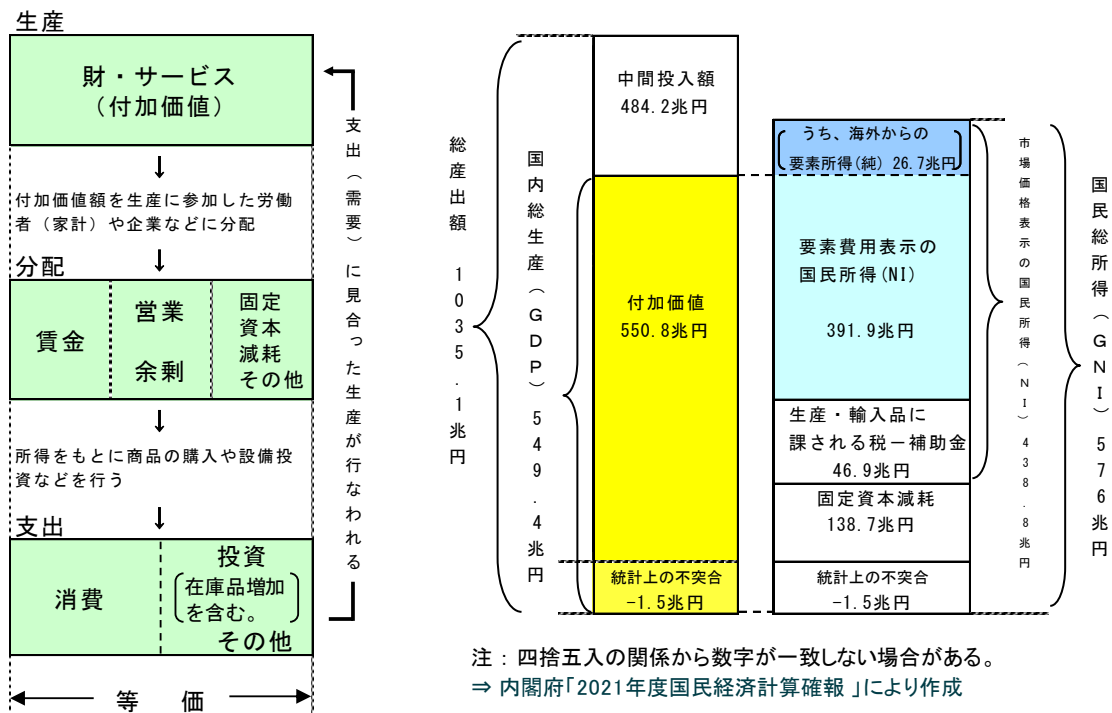 生産
財・サービス
（付加価値）
付加価値額を生産に参加した労働
者（家計）や企業などに分配
分配
賃金
営業
余剰
固定
資本
減耗
その他
所得をもとに商品の購入や設備投
資などを行う
支出
消費
投資
在庫品増加
を含む。
その他
等　価
支出（需要）に見合った生産が行なわれる
総産出額　１０３５.１兆円
国内総生産（ＧＤＰ）５４９.４兆円
中間投入額
484.2兆円
付加価値
550.8兆円
統計上の不突合
−1.5兆円
うち、海外からの
要素所得(純) 26.7兆円
要素費用表示の
国民所得(NI)
391.9兆円
生産・輸入品に
課される税－補助金
46.9兆円
固定資本減耗
138.7兆円
統計上の不突合
−1.5兆円
市場価格表示の国民所得（ＮＩ）４３８.８兆円
国民総所得（ＧＮＩ）５７６兆円
注：四捨五入の関係から数字が一致しない場合がある。
⇒ 内閣府「2021年度国民経済計算確報 」により作成